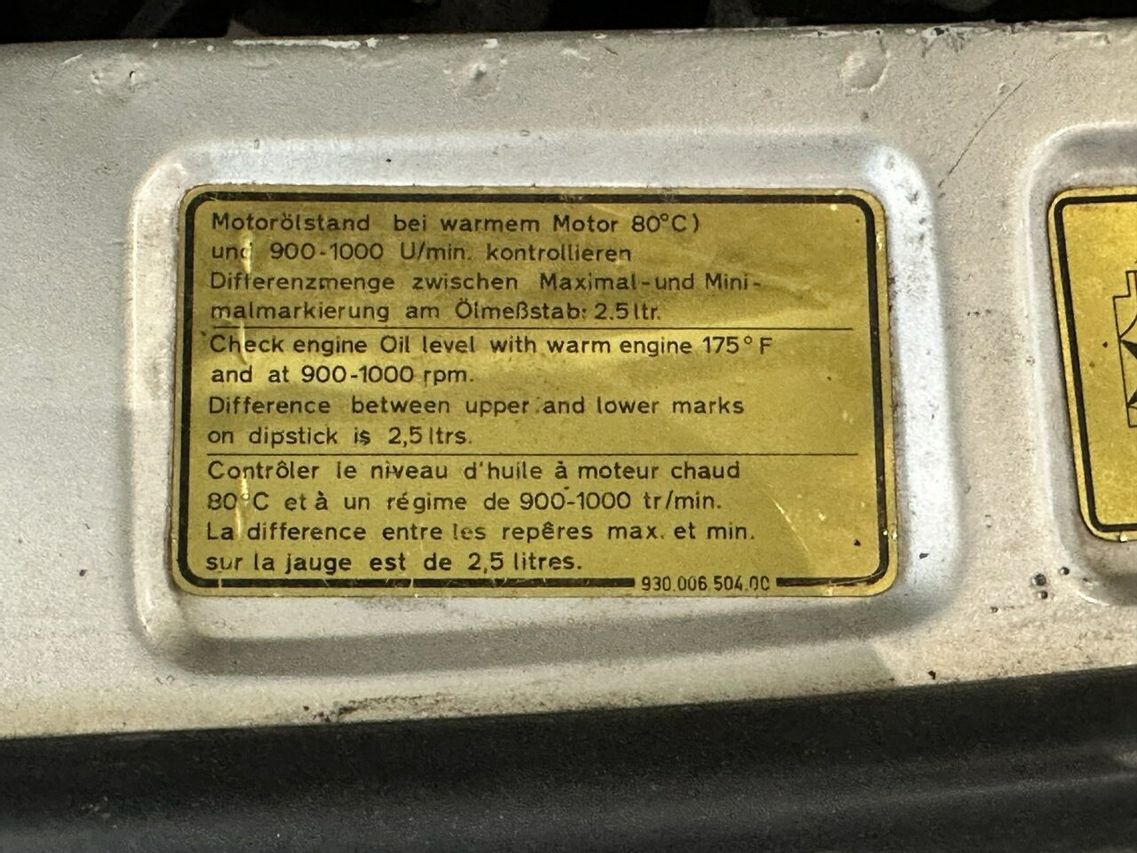 Motorölstand bei warmem Motor 80°C)
und 900-1000 U/min. kontrollieren
Differenzmenge zwischen Maximal-und Mini-
malmarkierung am Ölmeßstab: 2.5 ltr.
Check engine Oil level with warm engine 175° F
and at 900-1000 rpm.
Difference between upper and lower marks
on dipstick is 2,5 ltrs.
Contrôler le niveau d'huile à moteur chaud
80°C et à un régime de 900-1000 tr/min.
La difference entre les repêres max. et min.
sur la jauge est de 2,5 litres.
930.006.504.00